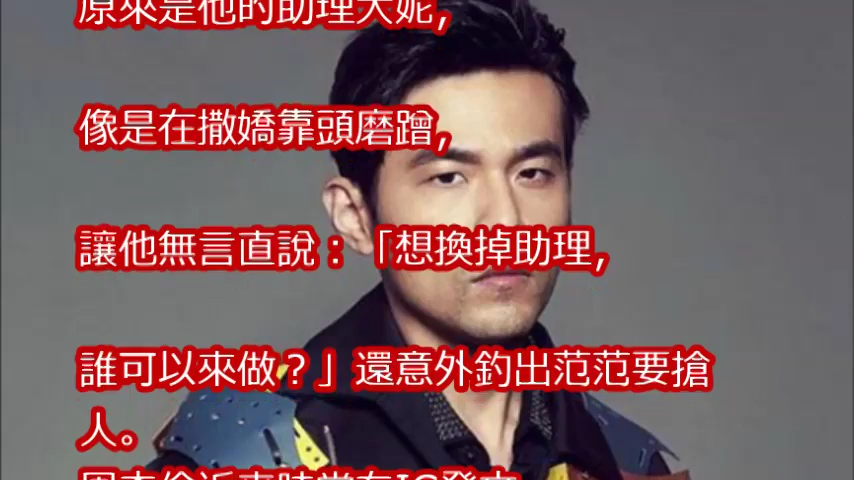 原來是他的助理大妮，
像是在撒嬌靠頭磨蹭，
讓他無言直說：「想換掉助理，
誰可以來做？」還意外釣出范范要搶
人。